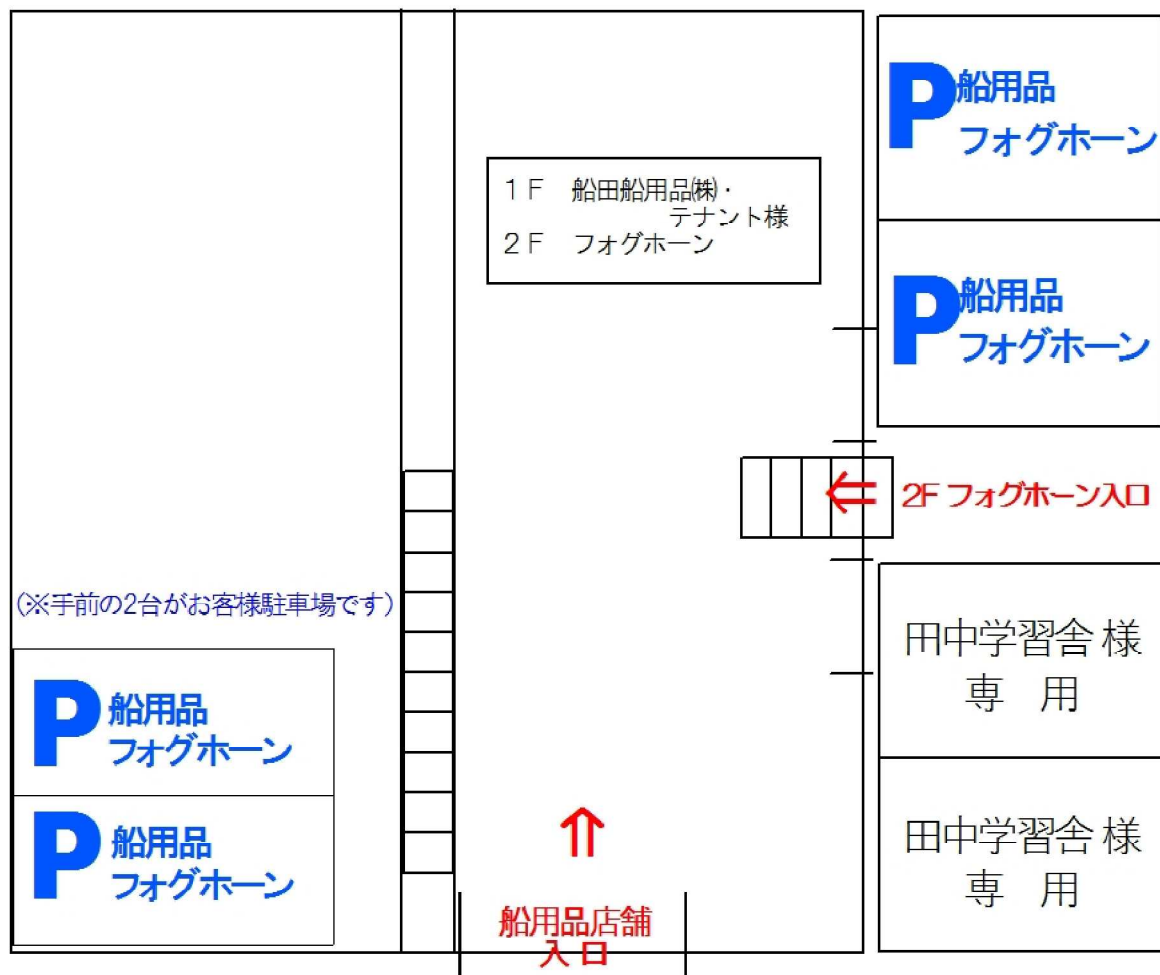 P 船用品
フォグホーン
1F 船田船用品㈱・
テナント様
2F フォグホーン
P 船用品
フォグホーン
2F フォグホーン入口
(※手前の2台がお客様駐車場です)
田中学習舎 様
専 用
P 船用品
フォグホーン
P 船用品
フォグホーン
田中学習舎 様
専 用
船用品店舗
入 口